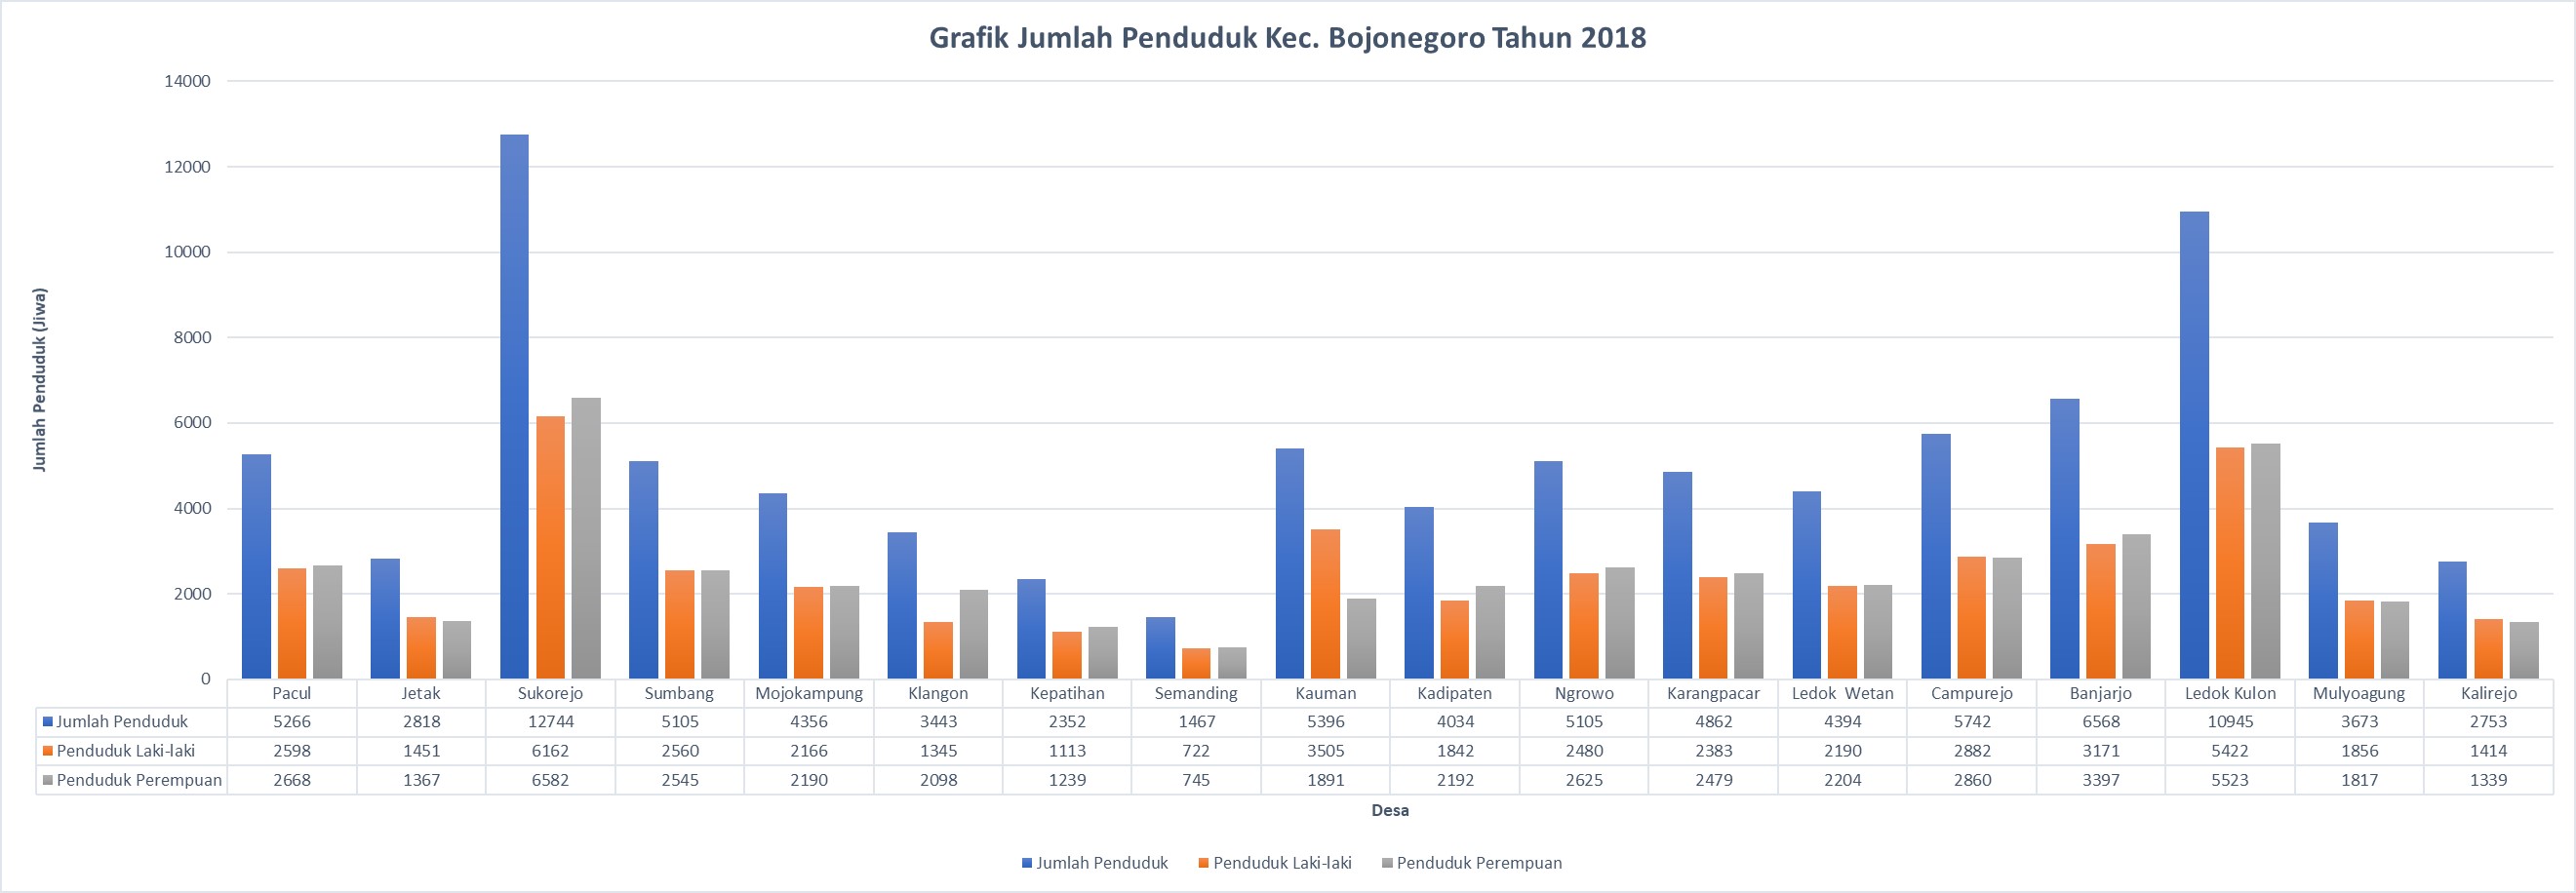 Grafik Jumlah Penduduk Kec. Bojonegoro Tahun 2018
14000
12000
10000
8000
6000
4000
2000
0
Jumlah Penduduk (Jiwa)
Pacul Jetak Sukorejo Sumbang Mojokampung Klangon Kepatihan Semanding Kauman Kadipaten Ngrowo Karangpacar Ledok Wetan Campurejo Banjarjo Ledok Kulon Mulyoagung Kalirejo
Jumlah Penduduk 5266 2818 12744 5105 4356 3443 2352 1467 5396 4034 5105 4862 4394 5742 6568 10945 3673 2753
Penduduk Laki-laki 2598 1451 6162 2560 2166 1345 1113 722 3505 1842 2480 2383 2190 2882 3171 5422 1856 1414
Penduduk Perempuan 2668 1367 6582 2545 2190 2098 1239 745 1891 2192 2625 2479 2204 2860 3397 5523 1817 1339
Desa
Jumlah Penduduk Penduduk Laki-laki Penduduk Perempuan